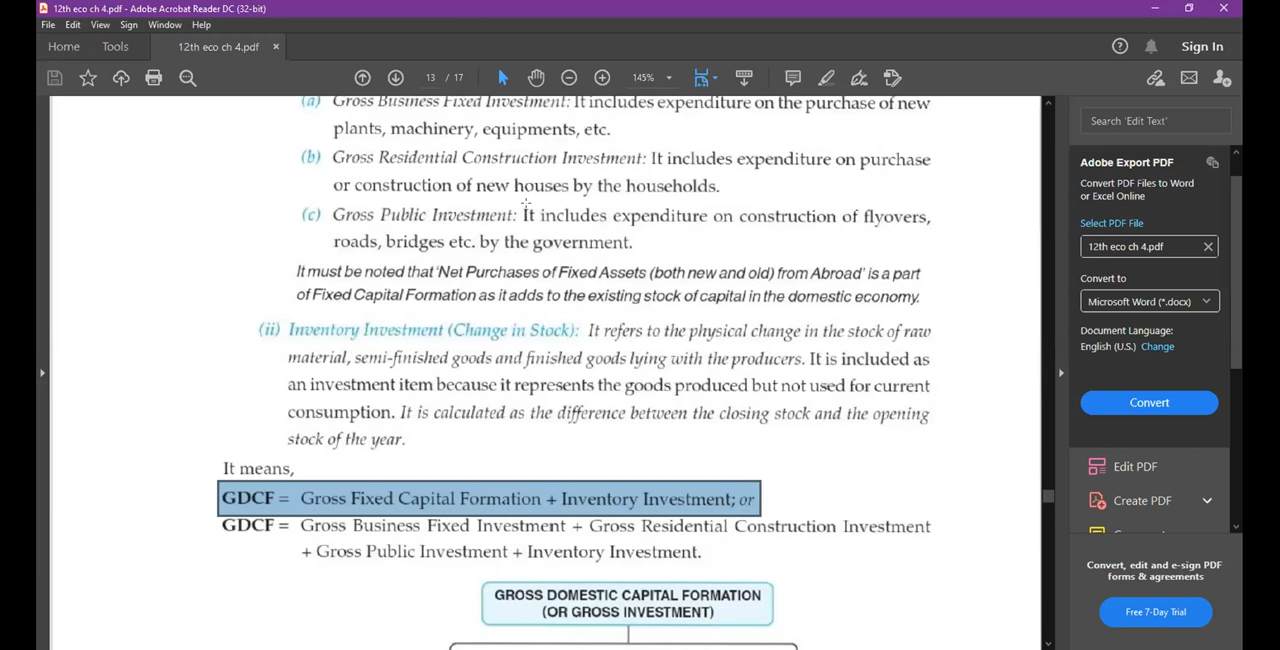 12th eco ch 4.pdf - Adobe Acrobat Reader DC (32-bit)
File Edit View Sign Window Help
Home Tools 12th eco ch 4.pdf × Sign In
13 / 17 145%
(a) Gross Business Fixed Investment: It includes expenditure on the purchase of new
plants, machinery, equipments, etc.
(b) Gross Residential Construction Investment: It includes expenditure on purchase
or construction of new houses by the households.
(c) Gross Public Investment: It includes expenditure on construction of flyovers,
roads, bridges etc. by the government.
It must be noted that 'Net Purchases of Fixed Assets (both new and old) from Abroad' is a part
of Fixed Capital Formation as it adds to the existing stock of capital in the domestic economy.
(ii) Inventory Investment (Change in Stock): It refers to the physical change in the stock of raw
material, semi-finished goods and finished goods lying with the producers. It is included as
an investment item because it represents the goods produced but not used for current
consumption. It is calculated as the difference between the closing stock and the opening
stock of the year.
It means,
GDCF = Gross Fixed Capital Formation + Inventory Investment; or
GDCF = Gross Business Fixed Investment + Gross Residential Construction Investment
+ Gross Public Investment + Inventory Investment.
GROSS DOMESTIC CAPITAL FORMATION
(OR GROSS INVESTMENT)
Search 'Edit Text'
Adobe Export PDF
Convert PDF Files to Word
or Excel Online
Select PDF File
12th eco ch 4.pdf
Convert to
Microsoft Word (*.docx)
Document Language:
English (U.S.) Change
Convert
Edit PDF
Create PDF
Convert, edit and e-sign PDF
forms & agreements
Free 7-Day Trial